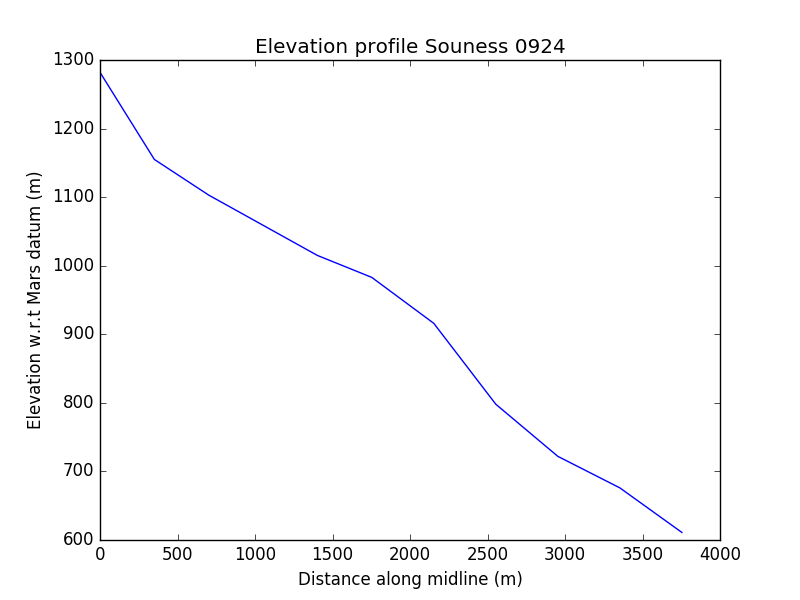 Elevation profile Souness 0924
Elevation w.r.t Mars datum (m)
1300
1200
1100
1000
900
800
700
600
0 500 1000 1500 2000 2500 3000 3500 4000
Distance along midline (m)